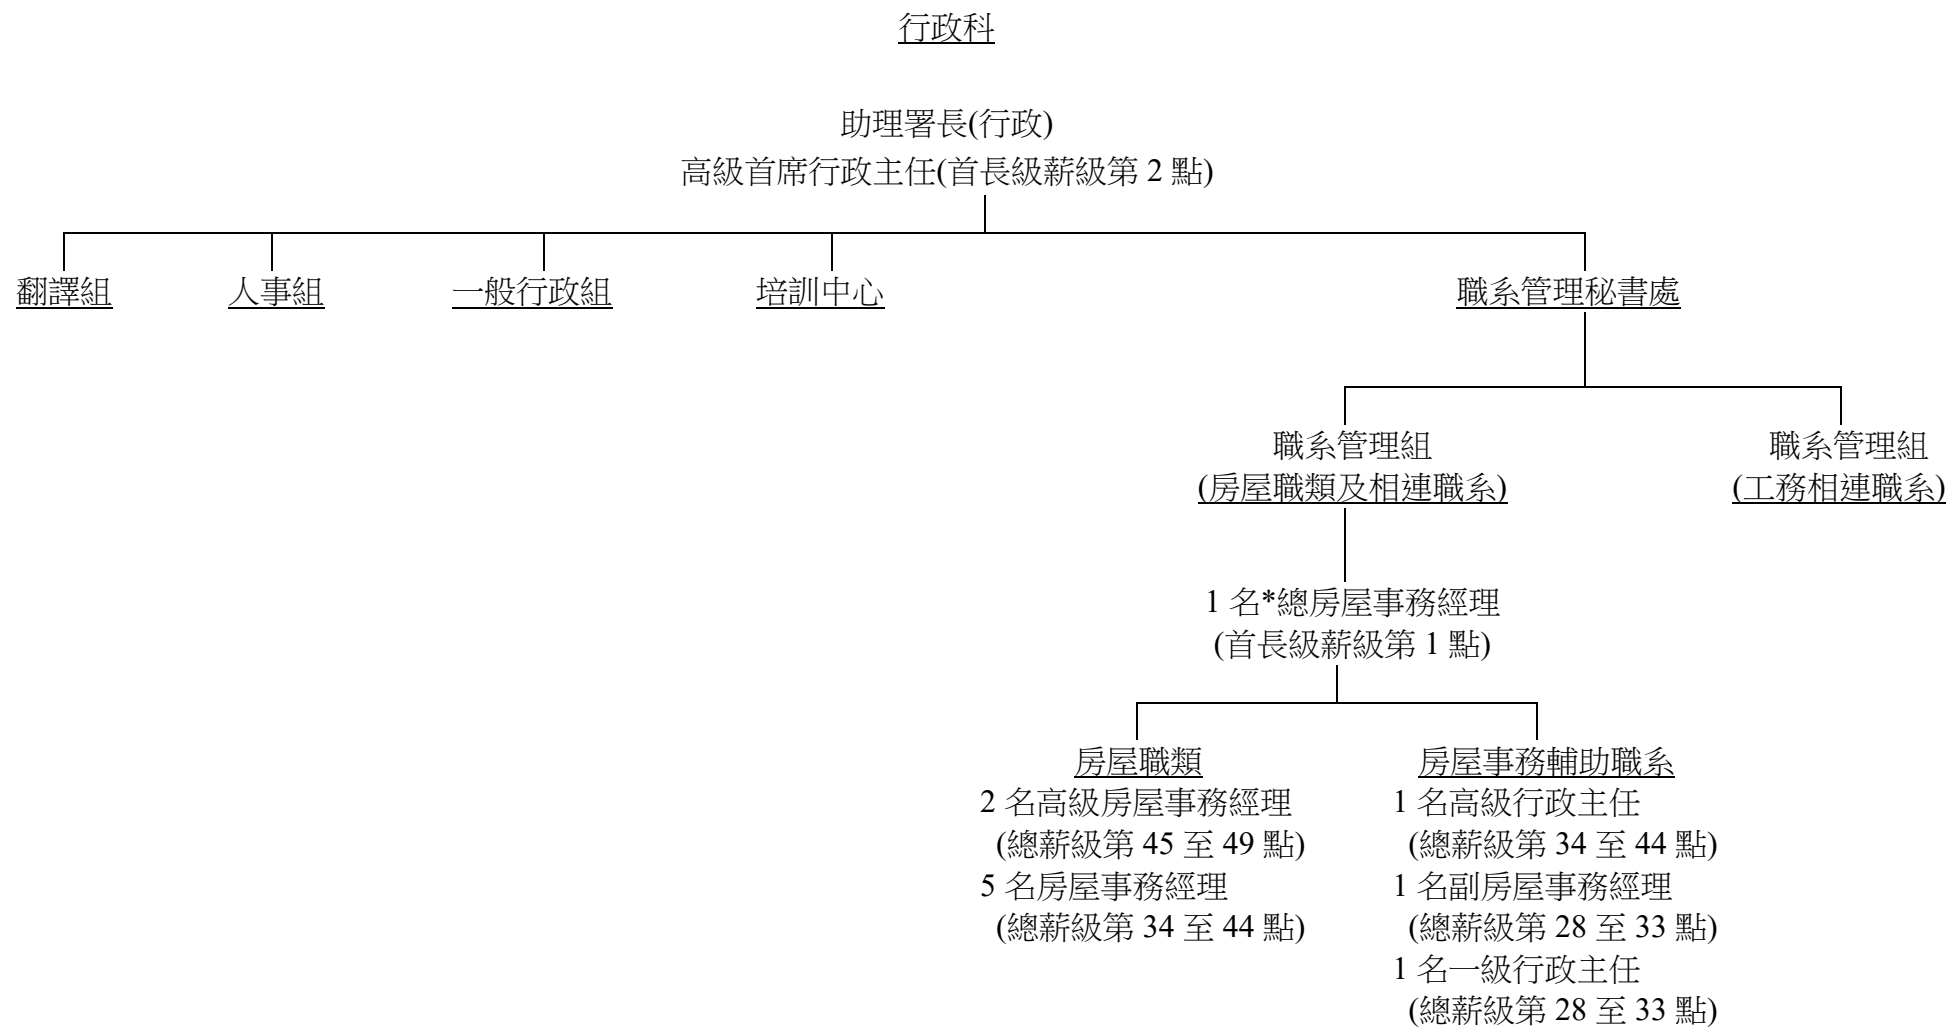 行政科
助理署長(行政)
高級首席行政主任(首長級薪級第 2 點)
翻譯組
人事組
一般行政組
培訓中心
職系管理秘書處
職系管理組
(房屋職類及相連職系)
職系管理組
(工務相連職系)
1 名*總房屋事務經理
(首長級薪級第 1 點)
房屋職類
2 名高級房屋事務經理
(總薪級第 45 至 49 點)
5 名房屋事務經理
(總薪級第 34 至 44 點)
房屋事務輔助職系
1 名高級行政主任
(總薪級第 34 至 44 點)
1 名副房屋事務經理
(總薪級第 28 至 33 點)
1 名一級行政主任
(總薪級第 28 至 33 點)